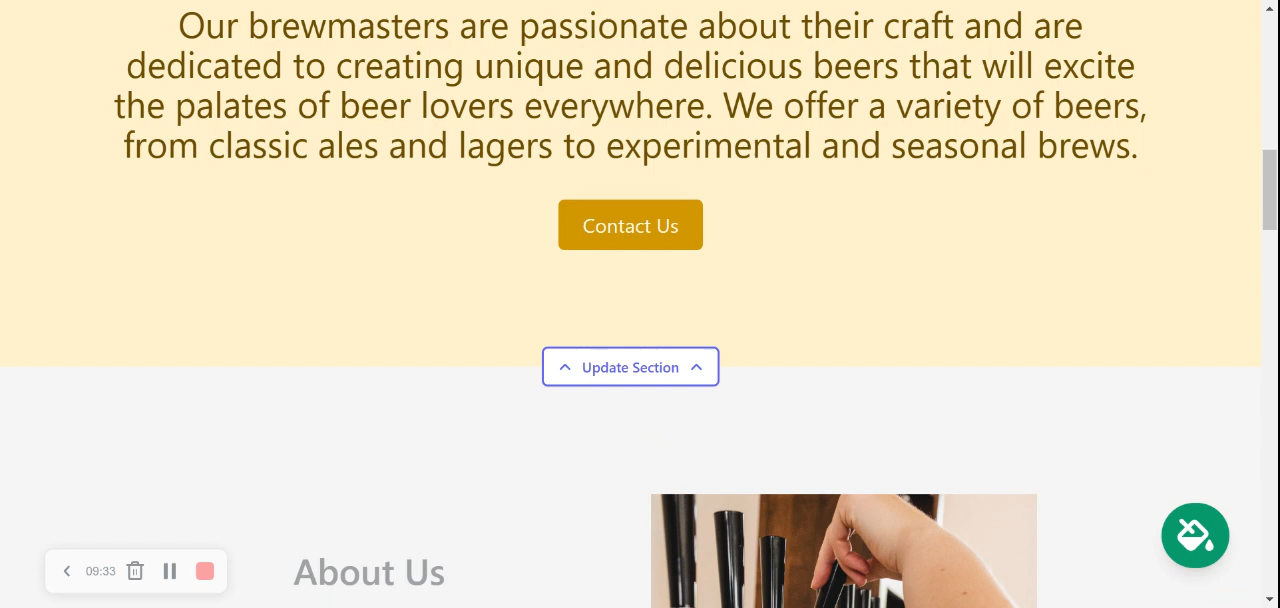 Our brewmasters are passionate about their craft and are
dedicated to creating unique and delicious beers that will excite
the palates of beer lovers everywhere. We offer a variety of beers,
from classic ales and lagers to experimental and seasonal brews.
Contact Us
Update Section
About Us
09:33